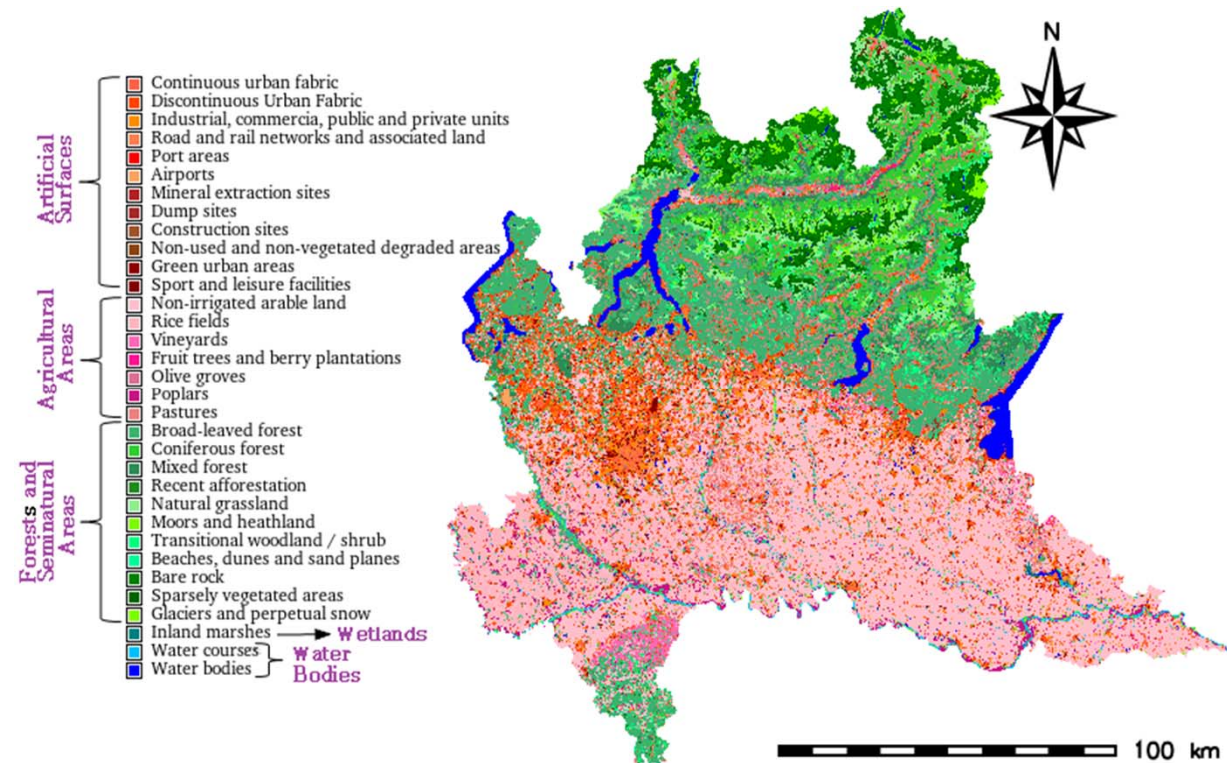 N
Continuous urban fabric
Discontinuous Urban Fabric
Industrial, commercia, public and private units
Road and rail networks and associated land
Port areas
Airports
Mineral extraction sites
Dump sites
Construction sites
Non-used and non-vegetated degraded areas
Green urban areas
Sport and leisure facilities
Artificial
Surfaces
Non-irrigated arable land
Rice fields
Vineyards
Fruit trees and berry plantations
Olive groves
Poplars
Pastures
Agricultural
Areas
Broad-leaved forest
Coniferous forest
Mixed forest
Recent afforestation
Natural grassland
Moors and heathland
Transitional woodland / shrub
Beaches, dunes and sand planes
Bare rock
Sparsely vegetated areas
Glaciers and perpetual snow
Forests and
Seminatural
Areas
Inland marshes
Wetlands
Water courses
Water bodies
Water
Bodies
100 km